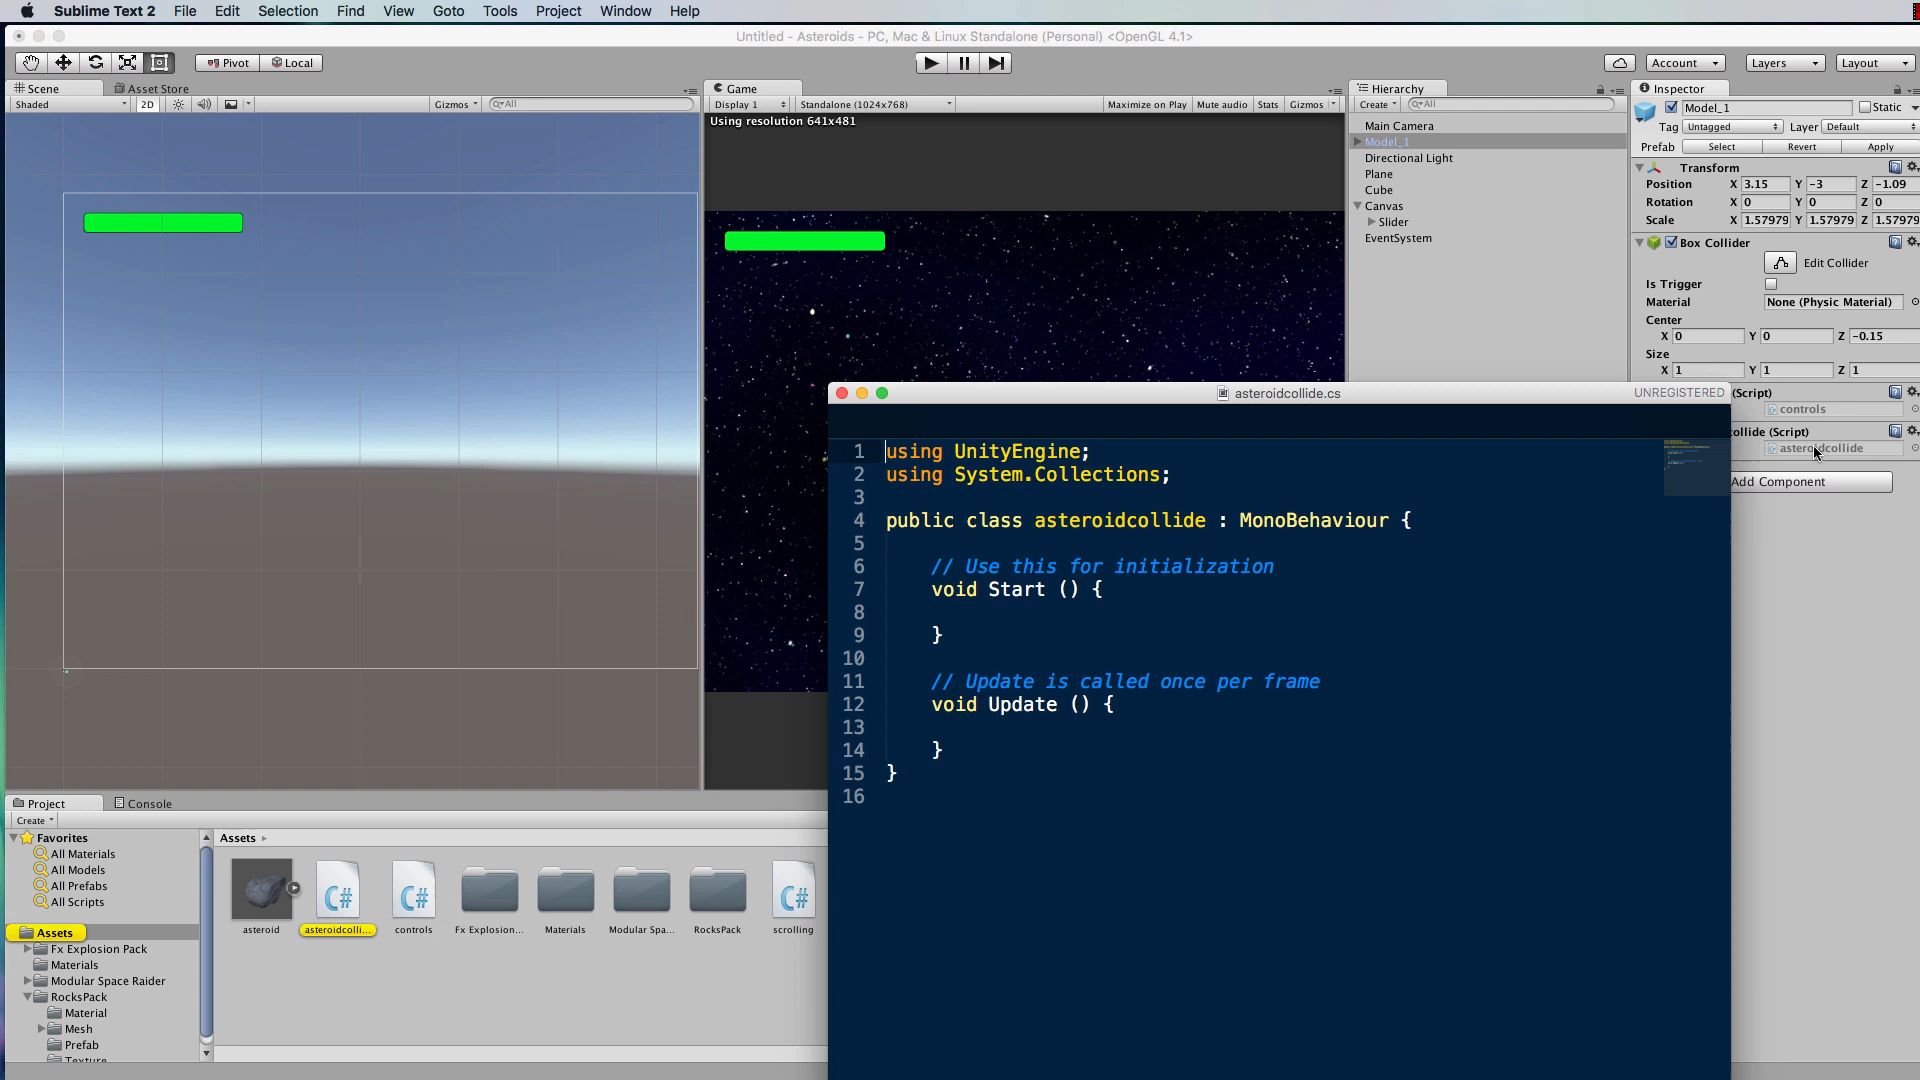 Sublime Text 2 File Edit Selection Find View Goto Tools Project Window Help
Untitled - Asteroids - PC, Mac & Linux Standalone (Personal) <OpenGL 4.1>
Pivot Local Account Layers Layout
Scene Asset Store
Shaded 2D Gizmos All
Game
Display 1 Standalone (1024x768) Maximize on Play Mute audio Stats Gizmos
Using resolution 641x481
Hierarchy
Create All
Main Camera
Model_1
Directional Light
Plane
Cube
Canvas
Slider
EventSystem
Inspector
Model_1 Static
Tag Untagged Layer Default
Prefab Select Revert Apply
Transform
Position X 3.15 Y -3 Z -1.09
Rotation X 0 Y 0 Z 0
Scale X 1.57979 Y 1.57979 Z 1.57979
Box Collider
Edit Collider
Is Trigger
Material None (Physic Material)
Center
X 0 Y 0 Z -0.15
Size
X 1 Y 1 Z 1
(Script)
controls
ollide (Script)
asteroidcollide
Add Component
asteroidcollide.cs UNREGISTERED
1 using UnityEngine;
2 using System.Collections;
3
4 public class asteroidcollide : MonoBehaviour {
5
6 // Use this for initialization
7 void Start () {
8
9 }
10
11 // Update is called once per frame
12 void Update () {
13
14 }
15 }
16
Project Console
Create
Favorites
All Materials
All Models
All Prefabs
All Scripts
Assets
Fx Explosion Pack
Materials
Modular Space Raider
RocksPack
Material
Mesh
Prefab
Texture
Assets
C# C# C#
asteroid asteroidcolli... controls Fx Explosion... Materials Modular Spa... RocksPack scrolling